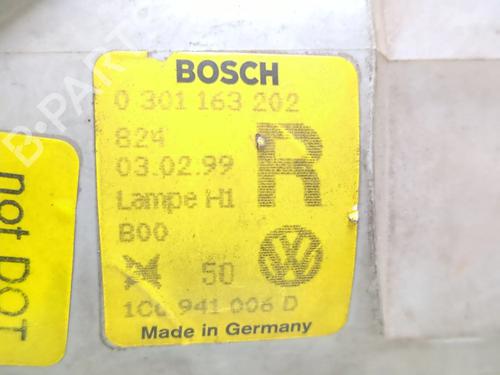 BOSCH
0 301 163 202
824
03.02.99
R
Lampe H1
B00
50
941 006 D
Made in Germany
not DOT
B-PARTS